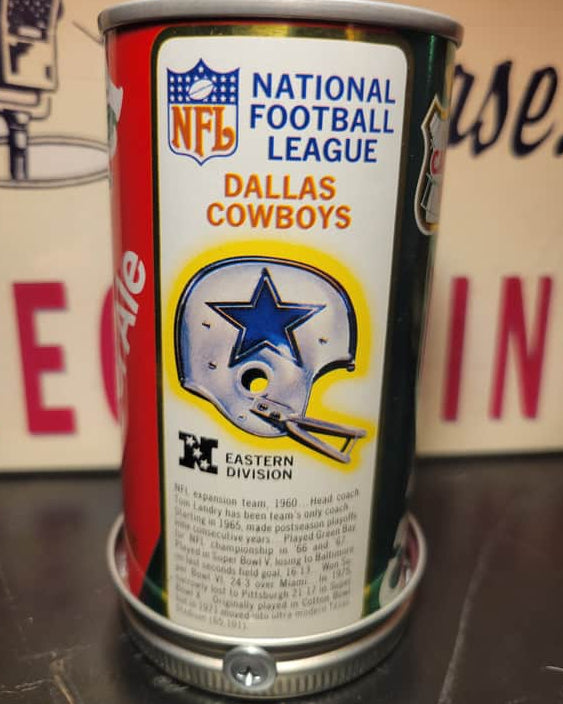 NFL
NATIONAL
FOOTBALL
LEAGUE
DALLAS
COWBOYS
EASTERN
DIVISION
NFL expansion team, 1960...Head coach
Tom Landry has been team's only coach...
Starting in 1965, made postseason playoffs
nine consecutive years... Played Green Bay
for NFL championship in '66 and '67.
Played in Super Bowl V, losing to Baltimore
in last seconds field goal, 16-13... Won Su-
per Bowl VI, 24-3 over Miami... In 1975,
lost to Pittsburgh 21-17 in Super
Bowl X... Originally played in Cotton Bowl
but in 1971 moved into ultra modern Texas
Stadium (65,101).
Ale
E
IN